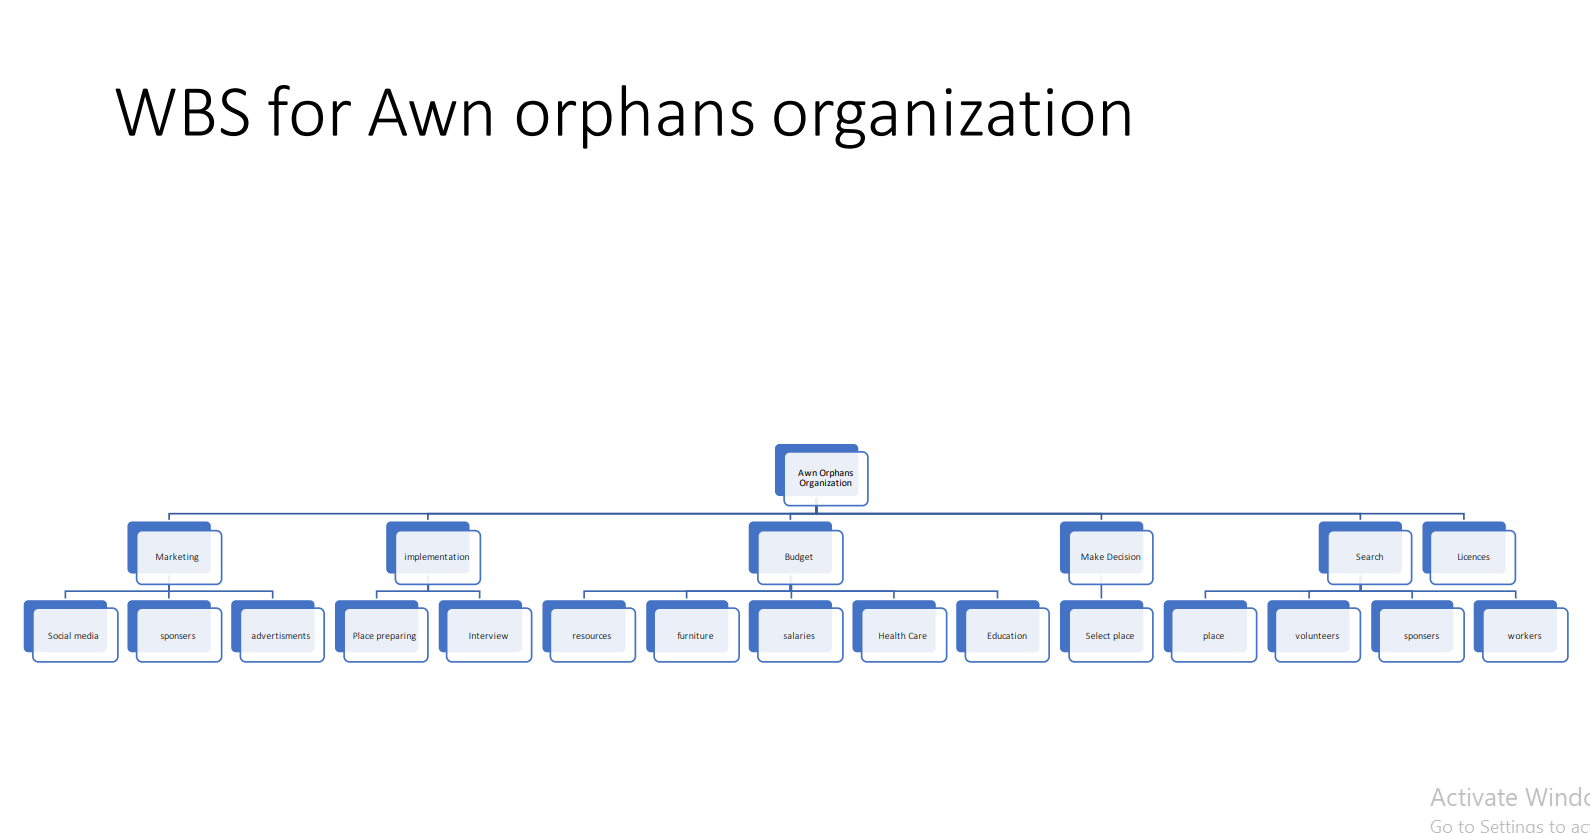 WBS for Awn orphans organization
Awn Orphans
Organization
Marketing
implementation
Budget
Make Decision
Search
Licences
Social media
sponsers
advertisments
Place preparing
Interview
resources
furniture
salaries
Health Care
Education
Select place
place
volunteers
sponsers
workers
Activate Windo
Go to Settings to ac